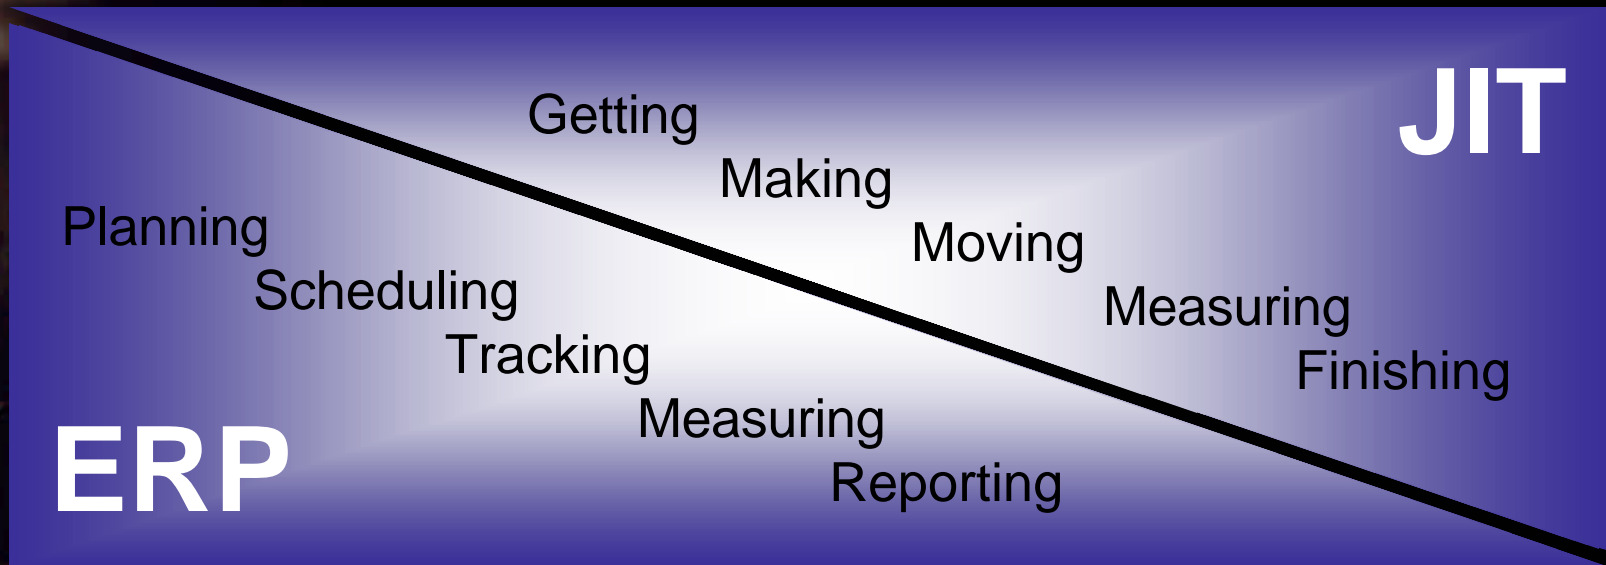 JIT
Getting
Making
Moving
Measuring
Finishing
Planning
Scheduling
Tracking
Measuring
Reporting
ERP